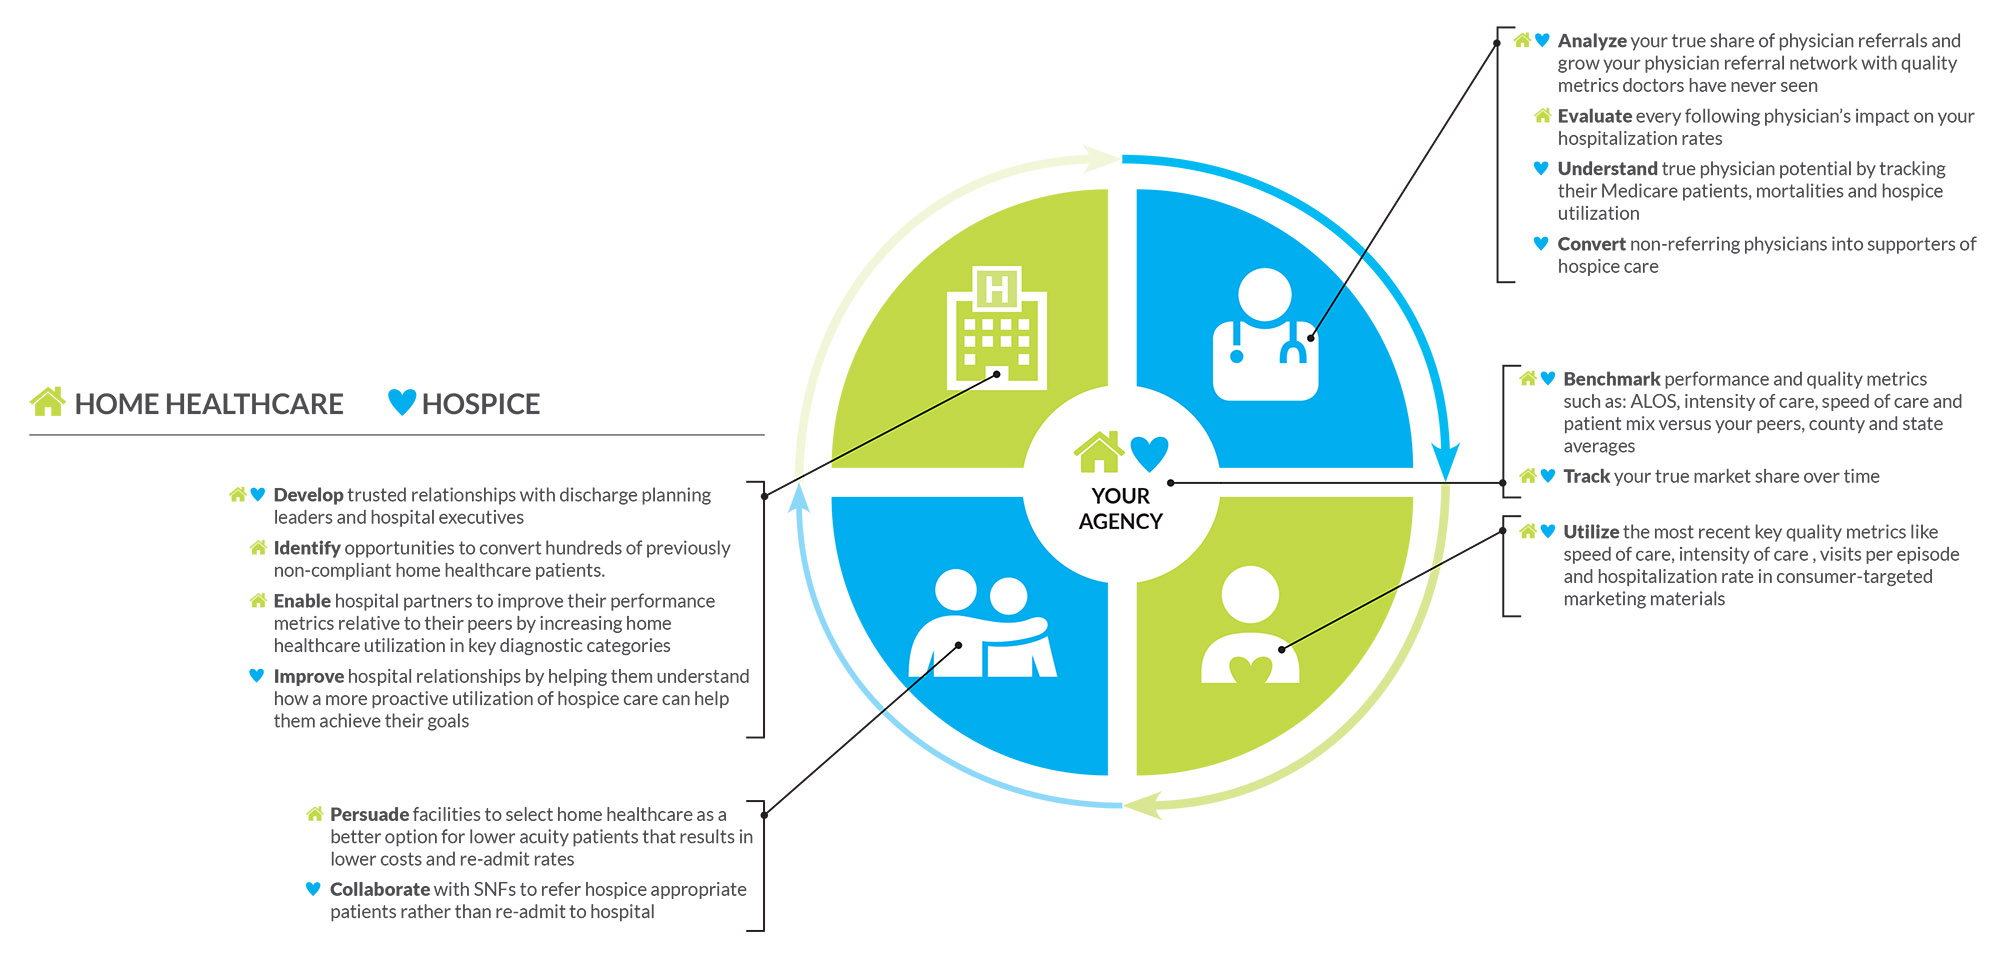 HOME HEALTHCARE
HOSPICE
Develop trusted relationships with discharge planning
leaders and hospital executives
Identify opportunities to convert hundreds of previously
non-compliant home healthcare patients.
Enable hospital partners to improve their performance
metrics relative to their peers by increasing home
healthcare utilization in key diagnostic categories
Improve hospital relationships by helping them understand
how a more proactive utilization of hospice care can help
them achieve their goals
Persuade facilities to select home healthcare as a
better option for lower acuity patients that results in
lower costs and re-admit rates
Collaborate with SNFs to refer hospice appropriate
patients rather than re-admit to hospital
H
YOUR
AGENCY
Analyze your true share of physician referrals and
grow your physician referral network with quality
metrics doctors have never seen
Evaluate every following physician’s impact on your
hospitalization rates
Understand true physician potential by tracking
their Medicare patients, mortalities and hospice
utilization
Convert non-referring physicians into supporters of
hospice care
Benchmark performance and quality metrics
such as: ALOS, intensity of care, speed of care and
patient mix versus your peers, county and state
averages
Track your true market share over time
Utilize the most recent key quality metrics like
speed of care, intensity of care , visits per episode
and hospitalization rate in consumer-targeted
marketing materials